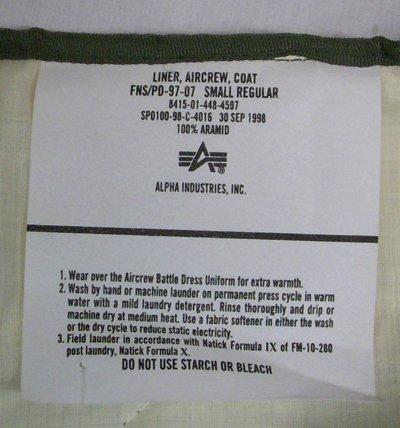 LINER, AIRCREW, COAT
FNS/PD-97-07 SMALL REGULAR
8415-01-448-4597
SPO100-98-C-4016 30 SEP 1998
100% ARAMID
ALPHA INDUSTRIES, INC.
1. Wear over the Aircrew Battle Dress Uniform for extra warmth.
2. Wash by hand or machine launder on permanent press cycle in warm
water with a mild laundry detergent. Rinse thoroughly and drip or
machine dry at medium heat. Use a fabric softener in either the wash
or the dry cycle to reduce static electricity.
3. Field launder in accordance with Natick Formula IX of FM-10-280
post laundry, Natick Formula X.
DO NOT USE STARCH OR BLEACH